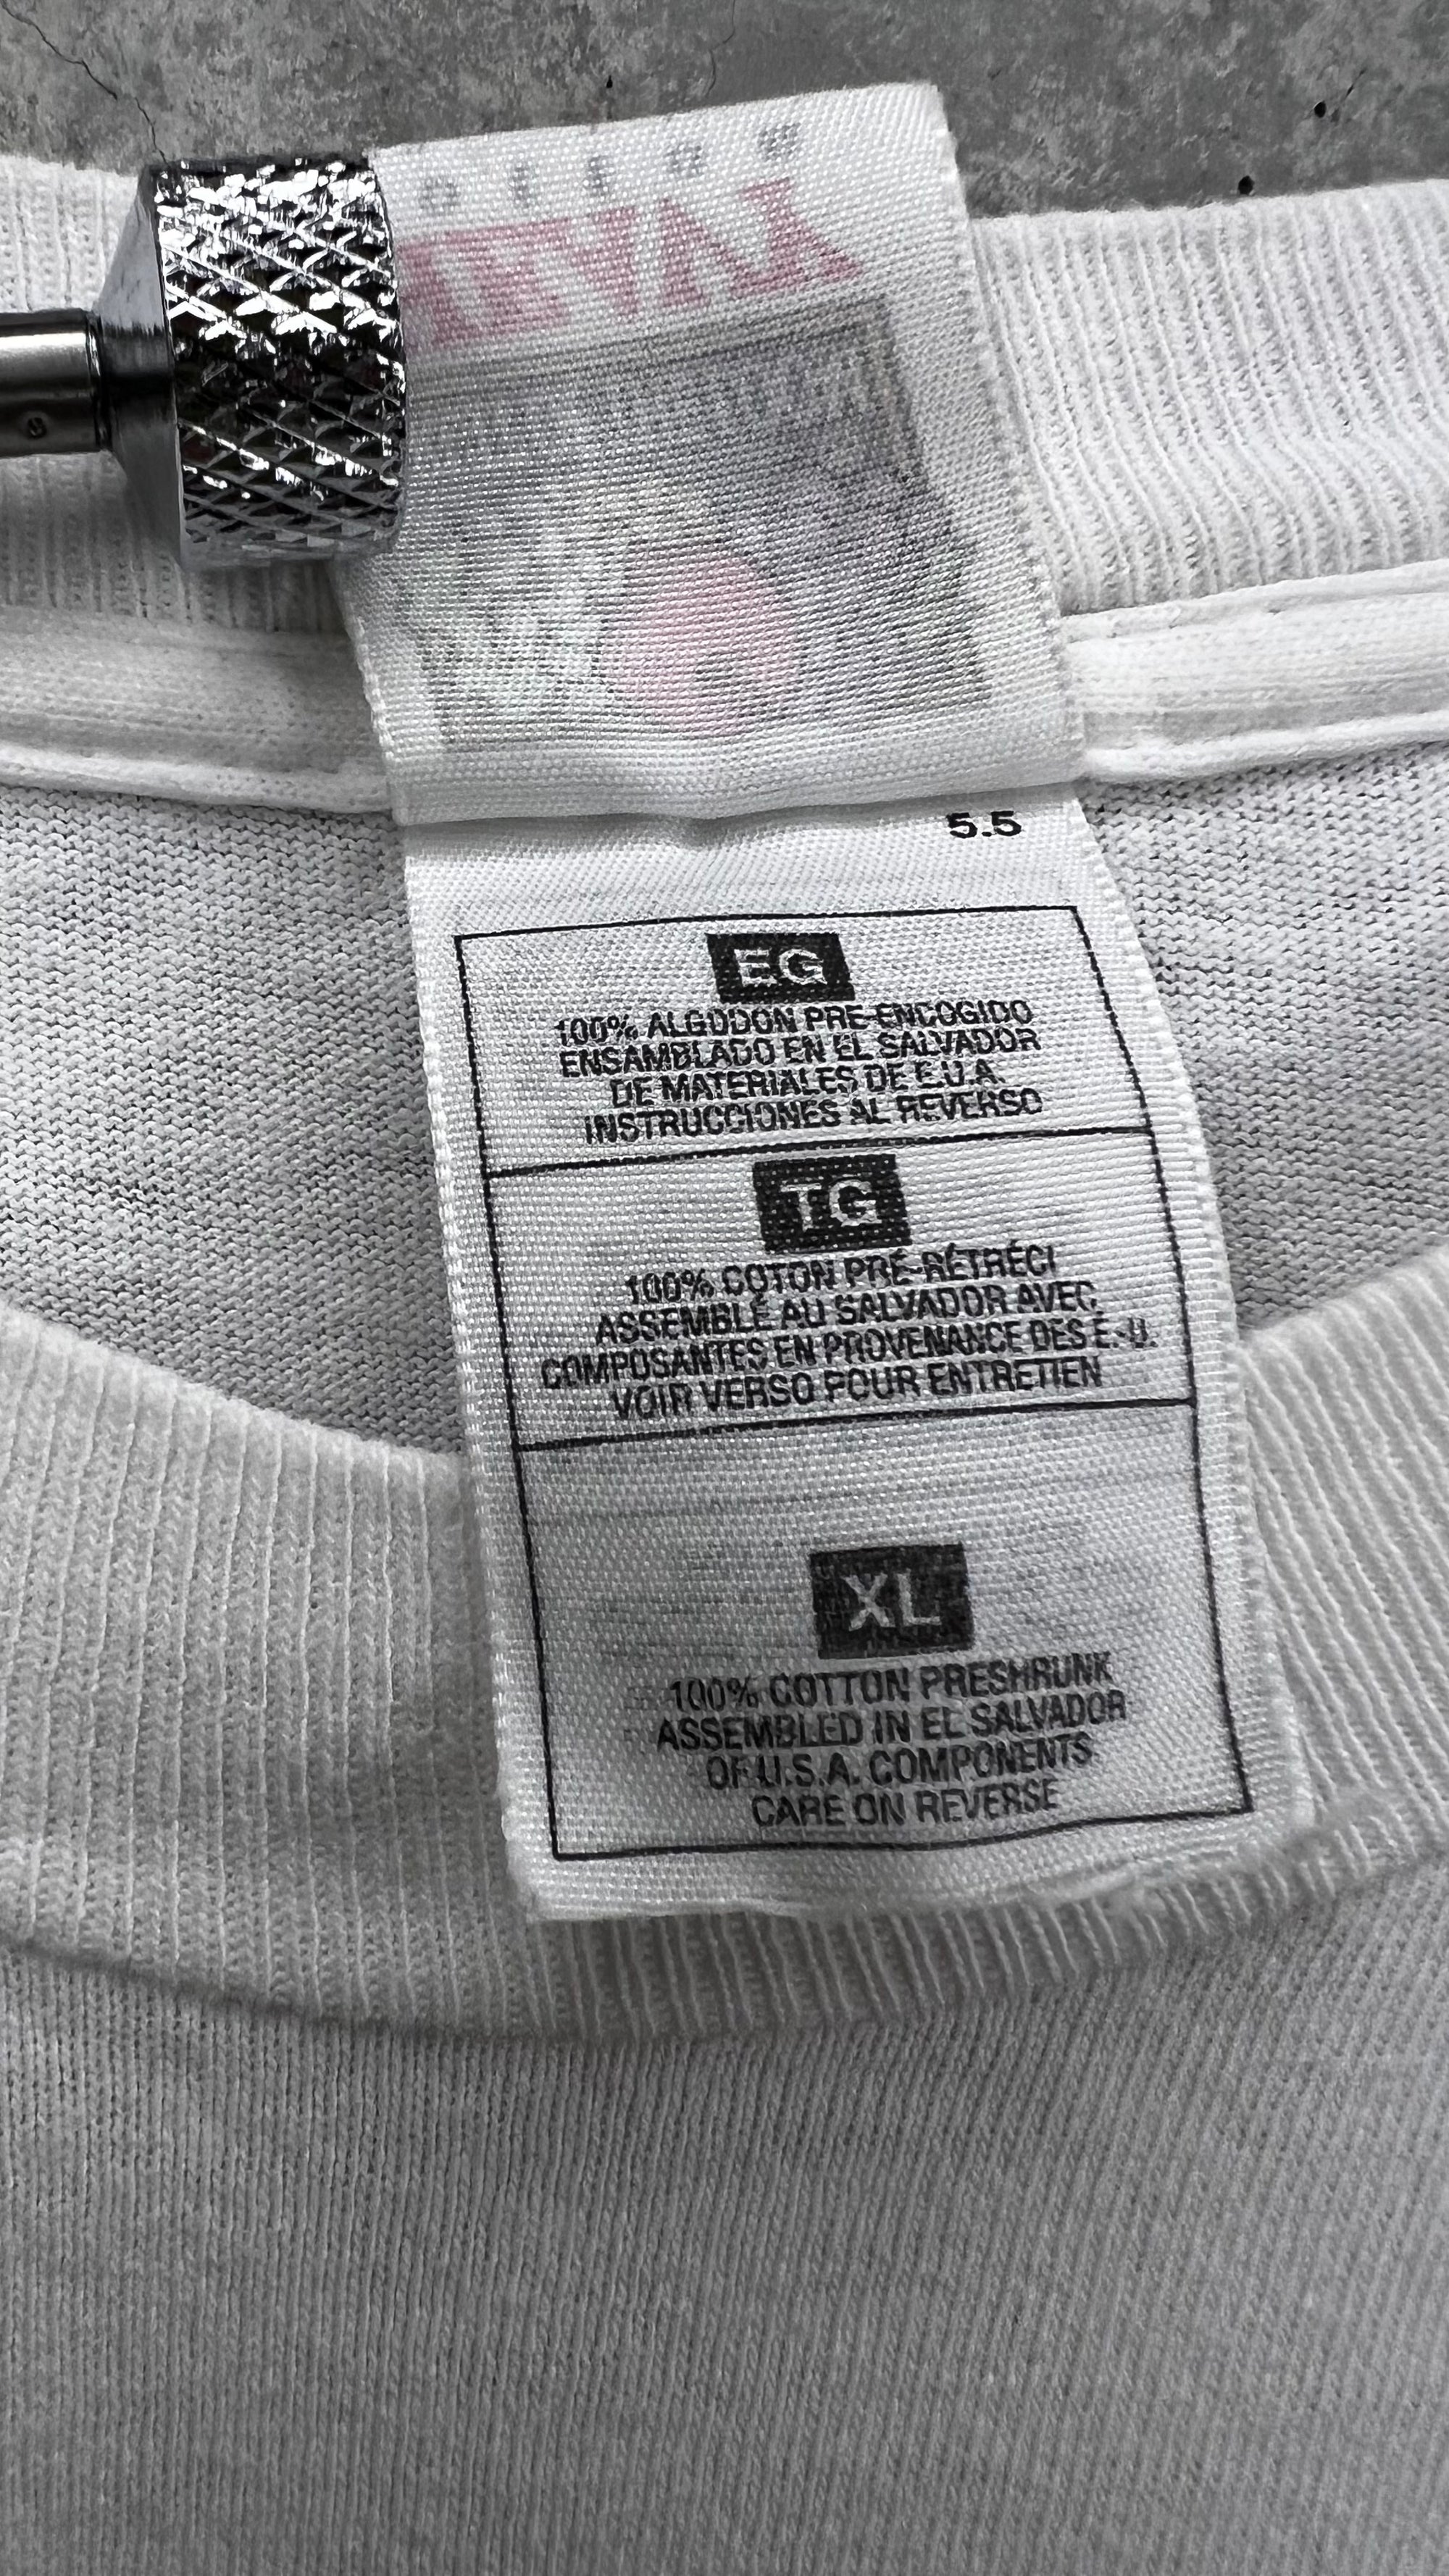 5.5
EG
100% ALGODON PRE-ENCOGIDO
ENSAMBLADO EN EL SALVADOR
DE MATERIALES DE E.U.A.
INSTRUCCIONES AL REVERSO
TG
100% COTON PRÉ-RÉTRÉCI
ASSEMBLÉ AU SALVADOR AVEC
COMPOSANTES EN PROVENANCE DES É.-U.
VOIR VERSO POUR ENTRETIEN
XL
100% COTTON PRESHRUNK
ASSEMBLED IN EL SALVADOR
OF U.S.A. COMPONENTS
CARE ON REVERSE